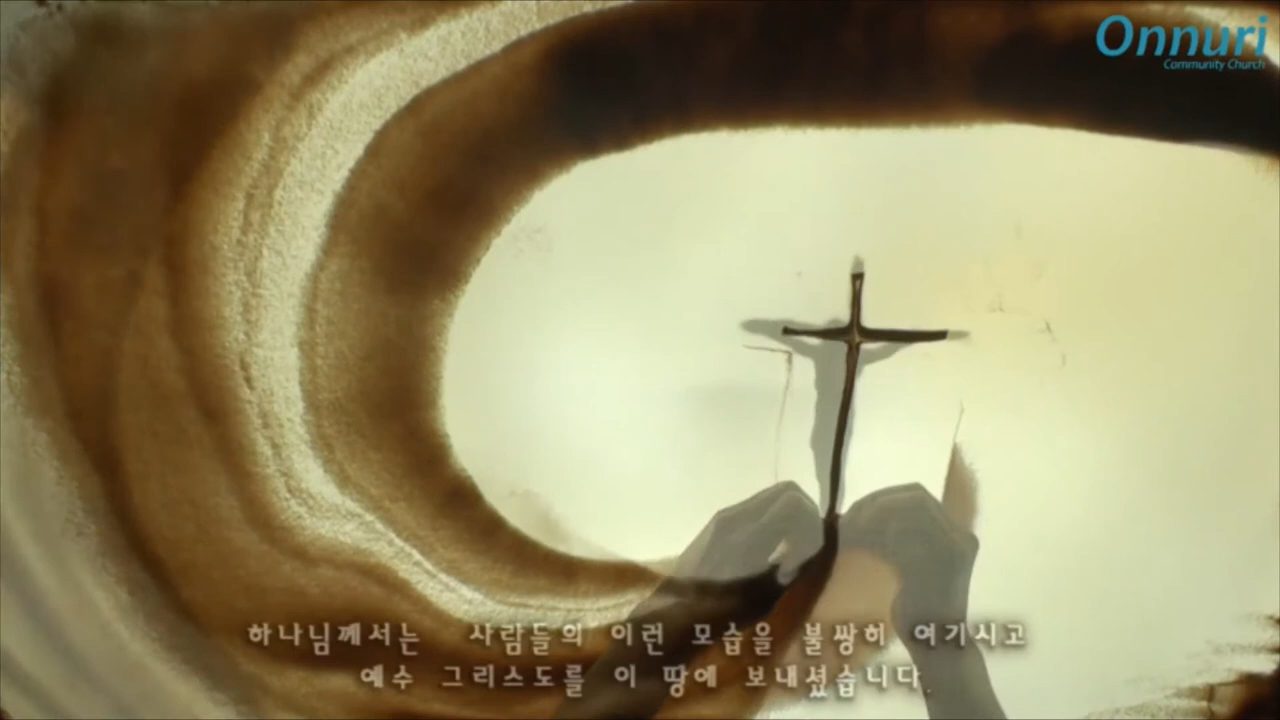 Onnuri
Community Church
하나님께서는 사람들의 이런 모습을 불쌍히 여기시고
예수 그리스도를 이 땅에 보내셨습니다.